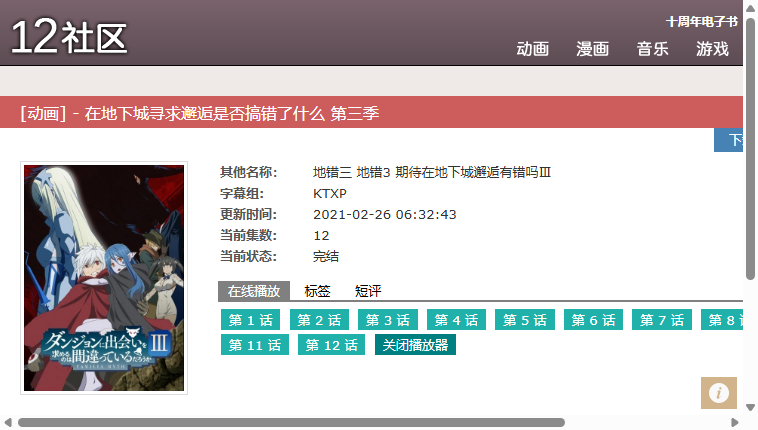 12社区
十周年电子书
动画 漫画 音乐 游戏
[动画] - 在地下城寻求邂逅是否搞错了什么 第三季
其他名称： 地错三 地错3 期待在地下城邂逅有错吗Ⅲ
字幕组： KTXP
更新时间： 2021-02-26 06:32:43
当前集数： 12
当前状态： 完结
ダンジョンに出会いを
求めるのは間違っているだろうか
III
FAMILIA MYTH
在线播放 标签 短评
第 1 话 第 2 话 第 3 话 第 4 话 第 5 话 第 6 话 第 7 话 第 8
第 11 话 第 12 话 关闭播放器